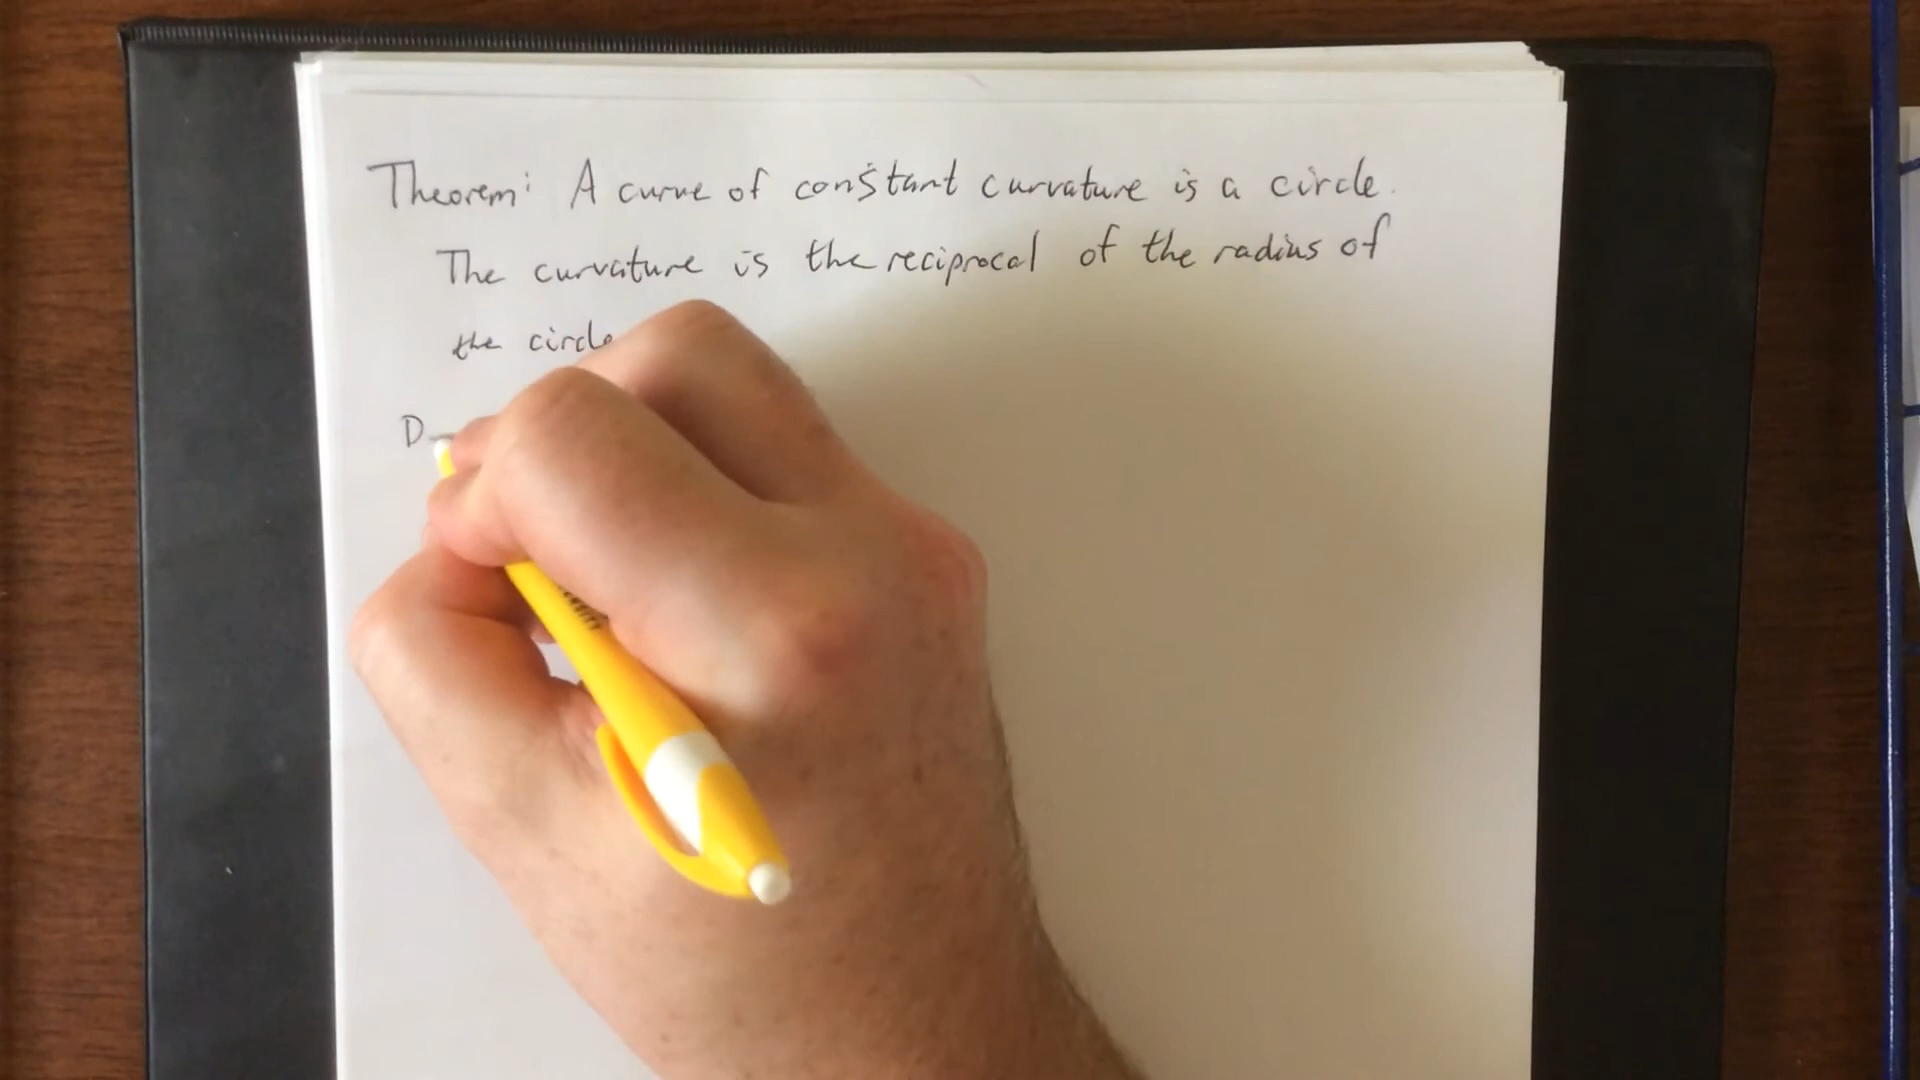 Theorem: A curve of constant curvature is a circle.
The curvature is the reciprocal of the radius of
the circle
D